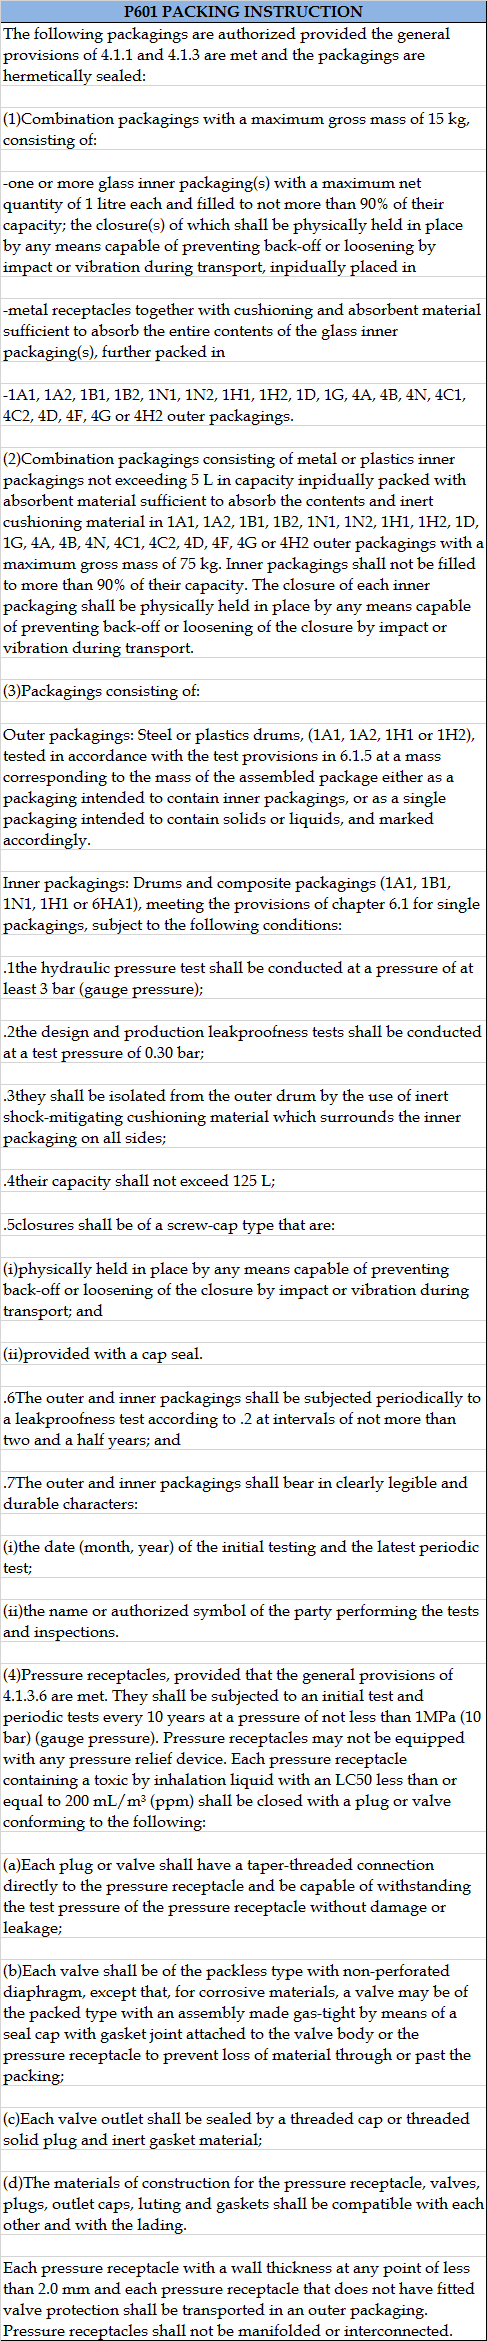 P601 PACKING INSTRUCTION
The following packagings are authorized provided the general
provisions of 4.1.1 and 4.1.3 are met and the packagings are
hermetically sealed:
(1)Combination packagings with a maximum gross mass of 15 kg,
consisting of:
-one or more glass inner packaging(s) with a maximum net
quantity of 1 litre each and filled to not more than 90% of their
capacity; the closure(s) of which shall be physically held in place
by any means capable of preventing back-off or loosening by
impact or vibration during transport, inpidually placed in
-metal receptacles together with cushioning and absorbent material
sufficient to absorb the entire contents of the glass inner
packaging(s), further packed in
-1A1, 1A2, 1B1, 1B2, 1N1, 1N2, 1H1, 1H2, 1D, 1G, 4A, 4B, 4N, 4C1,
4C2, 4D, 4F, 4G or 4H2 outer packagings.
(2)Combination packagings consisting of metal or plastics inner
packagings not exceeding 5 L in capacity inpidually packed with
absorbent material sufficient to absorb the contents and inert
cushioning material in 1A1, 1A2, 1B1, 1B2, 1N1, 1N2, 1H1, 1H2, 1D,
1G, 4A, 4B, 4N, 4C1, 4C2, 4D, 4F, 4G or 4H2 outer packagings with a
maximum gross mass of 75 kg. Inner packagings shall not be filled
to more than 90% of their capacity. The closure of each inner
packaging shall be physically held in place by any means capable
of preventing back-off or loosening of the closure by impact or
vibration during transport.
(3)Packagings consisting of:
Outer packagings: Steel or plastics drums, (1A1, 1A2, 1H1 or 1H2),
tested in accordance with the test provisions in 6.1.5 at a mass
corresponding to the mass of the assembled package either as a
packaging intended to contain inner packagings, or as a single
packaging intended to contain solids or liquids, and marked
accordingly.
Inner packagings: Drums and composite packagings (1A1, 1B1,
1N1, 1H1 or 6HA1), meeting the provisions of chapter 6.1 for single
packagings, subject to the following conditions:
.1the hydraulic pressure test shall be conducted at a pressure of at
least 3 bar (gauge pressure);
.2the design and production leakproofness tests shall be conducted
at a test pressure of 0.30 bar;
.3they shall be isolated from the outer drum by the use of inert
shock-mitigating cushioning material which surrounds the inner
packaging on all sides;
.4their capacity shall not exceed 125 L;
.5closures shall be of a screw-cap type that are:
(i)physically held in place by any means capable of preventing
back-off or loosening of the closure by impact or vibration during
transport; and
(ii)provided with a cap seal.
.6The outer and inner packagings shall be subjected periodically to
a leakproofness test according to .2 at intervals of not more than
two and a half years; and
.7The outer and inner packagings shall bear in clearly legible and
durable characters:
(i)the date (month, year) of the initial testing and the latest periodic
test;
(ii)the name or authorized symbol of the party performing the tests
and inspections.
(4)Pressure receptacles, provided that the general provisions of
4.1.3.6 are met. They shall be subjected to an initial test and
periodic tests every 10 years at a pressure of not less than 1MPa (10
bar) (gauge pressure). Pressure receptacles may not be equipped
with any pressure relief device. Each pressure receptacle
containing a toxic by inhalation liquid with an LC50 less than or
equal to 200 mL/m³ (ppm) shall be closed with a plug or valve
conforming to the following:
(a)Each plug or valve shall have a taper-threaded connection
directly to the pressure receptacle and be capable of withstanding
the test pressure of the pressure receptacle without damage or
leakage;
(b)Each valve shall be of the packless type with non-perforated
diaphragm, except that, for corrosive materials, a valve may be of
the packed type with an assembly made gas-tight by means of a
seal cap with gasket joint attached to the valve body or the
pressure receptacle to prevent loss of material through or past the
packing;
(c)Each valve outlet shall be sealed by a threaded cap or threaded
solid plug and inert gasket material;
(d)The materials of construction for the pressure receptacle, valves,
plugs, outlet caps, luting and gaskets shall be compatible with each
other and with the lading.
Each pressure receptacle with a wall thickness at any point of less
than 2.0 mm and each pressure receptacle that does not have fitted
valve protection shall be transported in an outer packaging.
Pressure receptacles shall not be manifolded or interconnected.